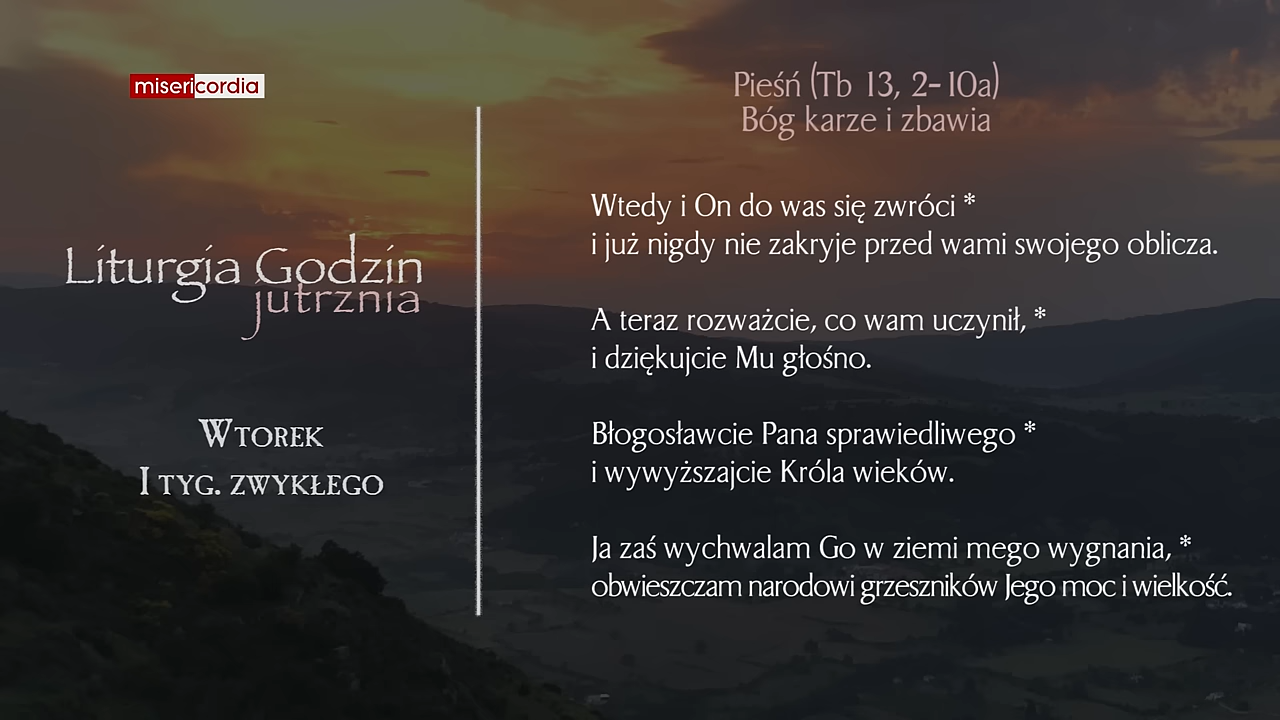 misericordia
Liturgia Godzin
jutrznia
Wtorek
I tyg. zwykłego
Pieśń (Tb 13, 2-10a)
Bóg karze i zbawia
Wtedy i On do was się zwróci *
i już nigdy nie zakryje przed wami swojego oblicza.
A teraz rozważcie, co wam uczynił, *
i dziękujcie Mu głośno.
Błogosławcie Pana sprawiedliwego *
i wywyższajcie Króla wieków.
Ja zaś wychwalam Go w ziemi mego wygnania, *
obwieszczam narodowi grzeszników Jego moc i wielkość.